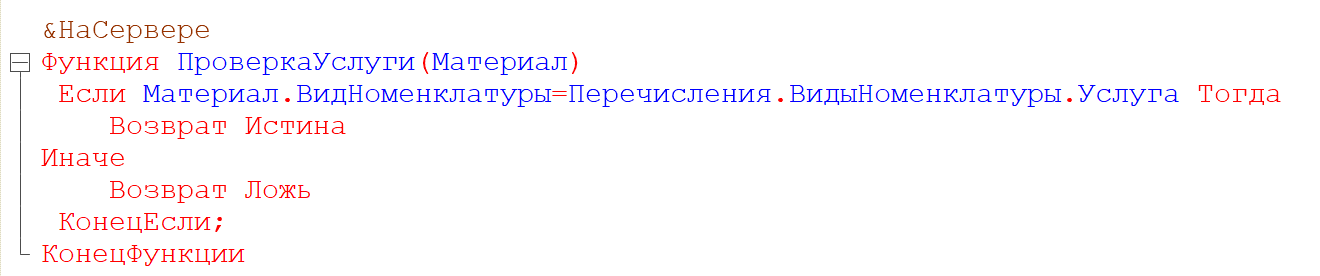 &НаСервере
Функция ПроверкаУслуги(Материал)
Если Материал.ВидНоменклатуры=Перечисления.ВидыНоменклатуры.Услуга Тогда
Возврат Истина
Иначе
Возврат Ложь
КонецЕсли;
КонецФункции